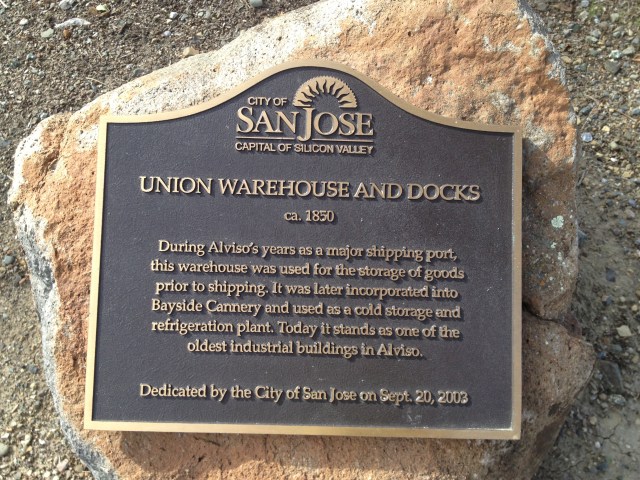 CITY OF
SAN JOSE
CAPITAL OF SILICON VALLEY
UNION WAREHOUSE AND DOCKS
ca. 1850
During Alviso's years as a major shipping port,
this warehouse was used for the storage of goods
prior to shipping. It was later incorporated into
Bayside Cannery and used as a cold storage and
refrigeration plant. Today it stands as one of the
oldest industrial buildings in Alviso.
Dedicated by the City of San Jose on Sept. 20, 2003